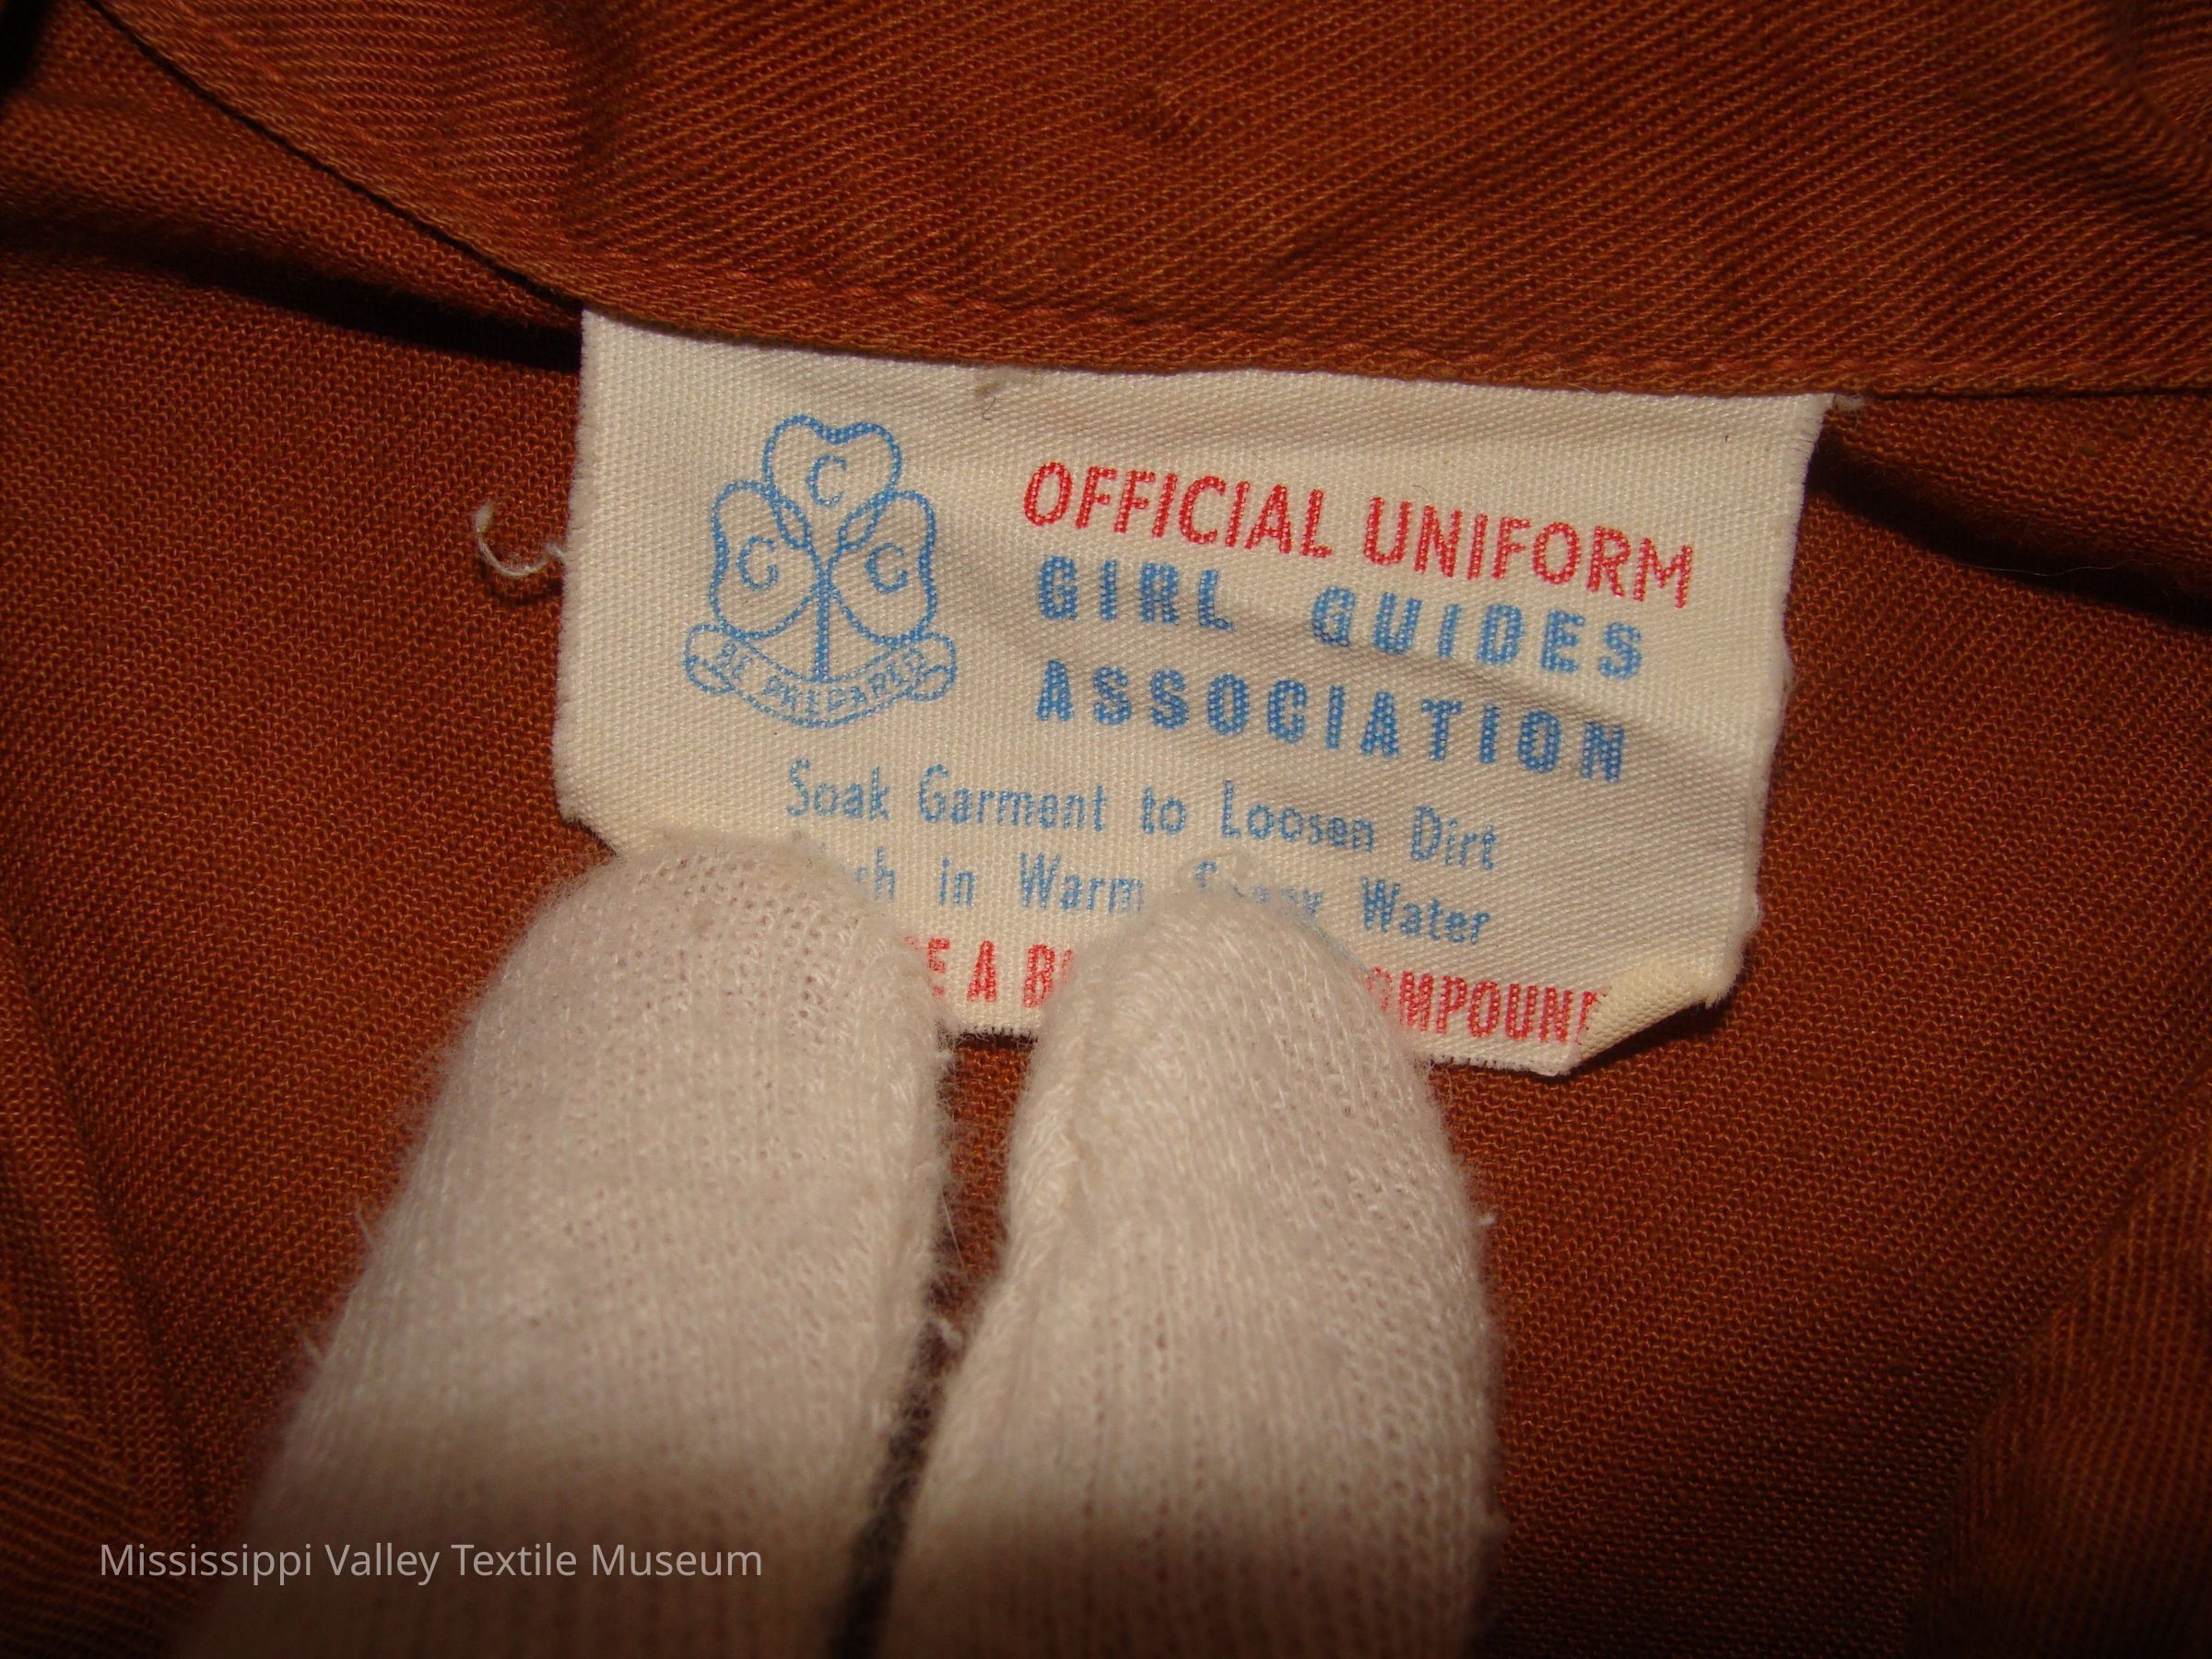 C
G G
BE PREPARED
OFFICIAL UNIFORM
GIRL GUIDES
ASSOCIATION
Soak Garment to Loosen Dirt
in Warm Water
A
Mississippi Valley Textile Museum